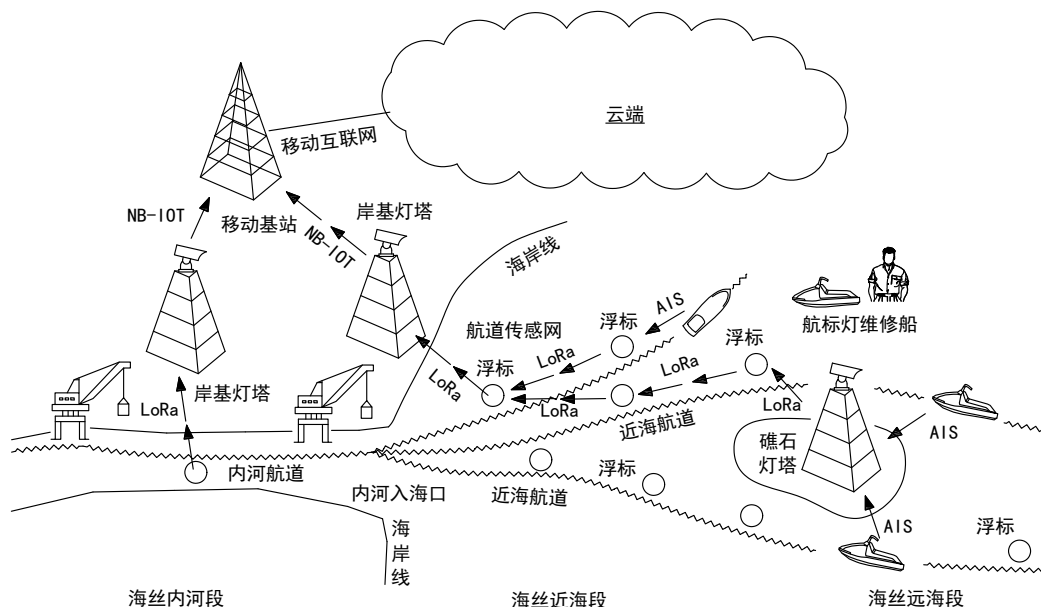 云端
移动互联网
NB-IOT
移动基站
岸基灯塔
NB-IOT
海岸线
AIS
航标灯维修船
航道传感网
浮标
浮标
浮标
LoRa
LoRa
LoRa
LoRa
LoRa
岸基灯塔
LoRa
近海航道
礁石
灯塔
AIS
内河航道
内河入海口
近海航道
浮标
AIS
浮标
海
岸
线
海丝内河段
海丝近海段
海丝远海段